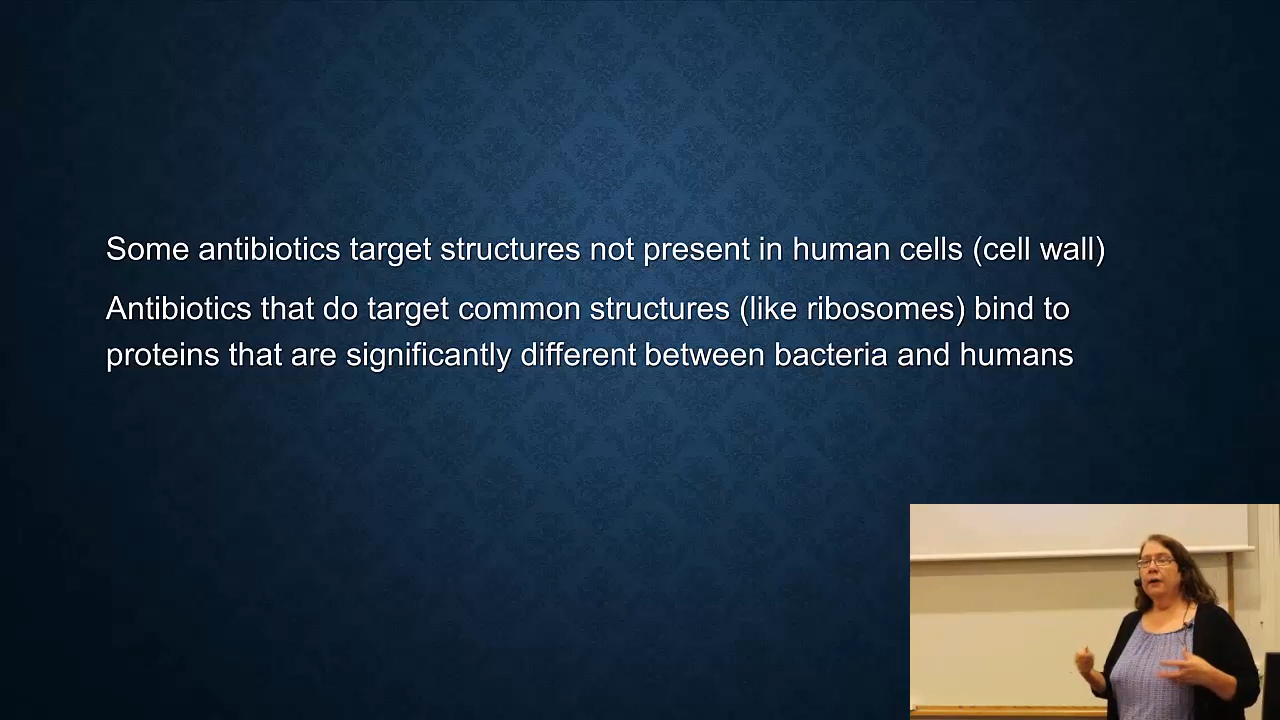 Some antibiotics target structures not present in human cells (cell wall)
Antibiotics that do target common structures (like ribosomes) bind to
proteins that are significantly different between bacteria and humans